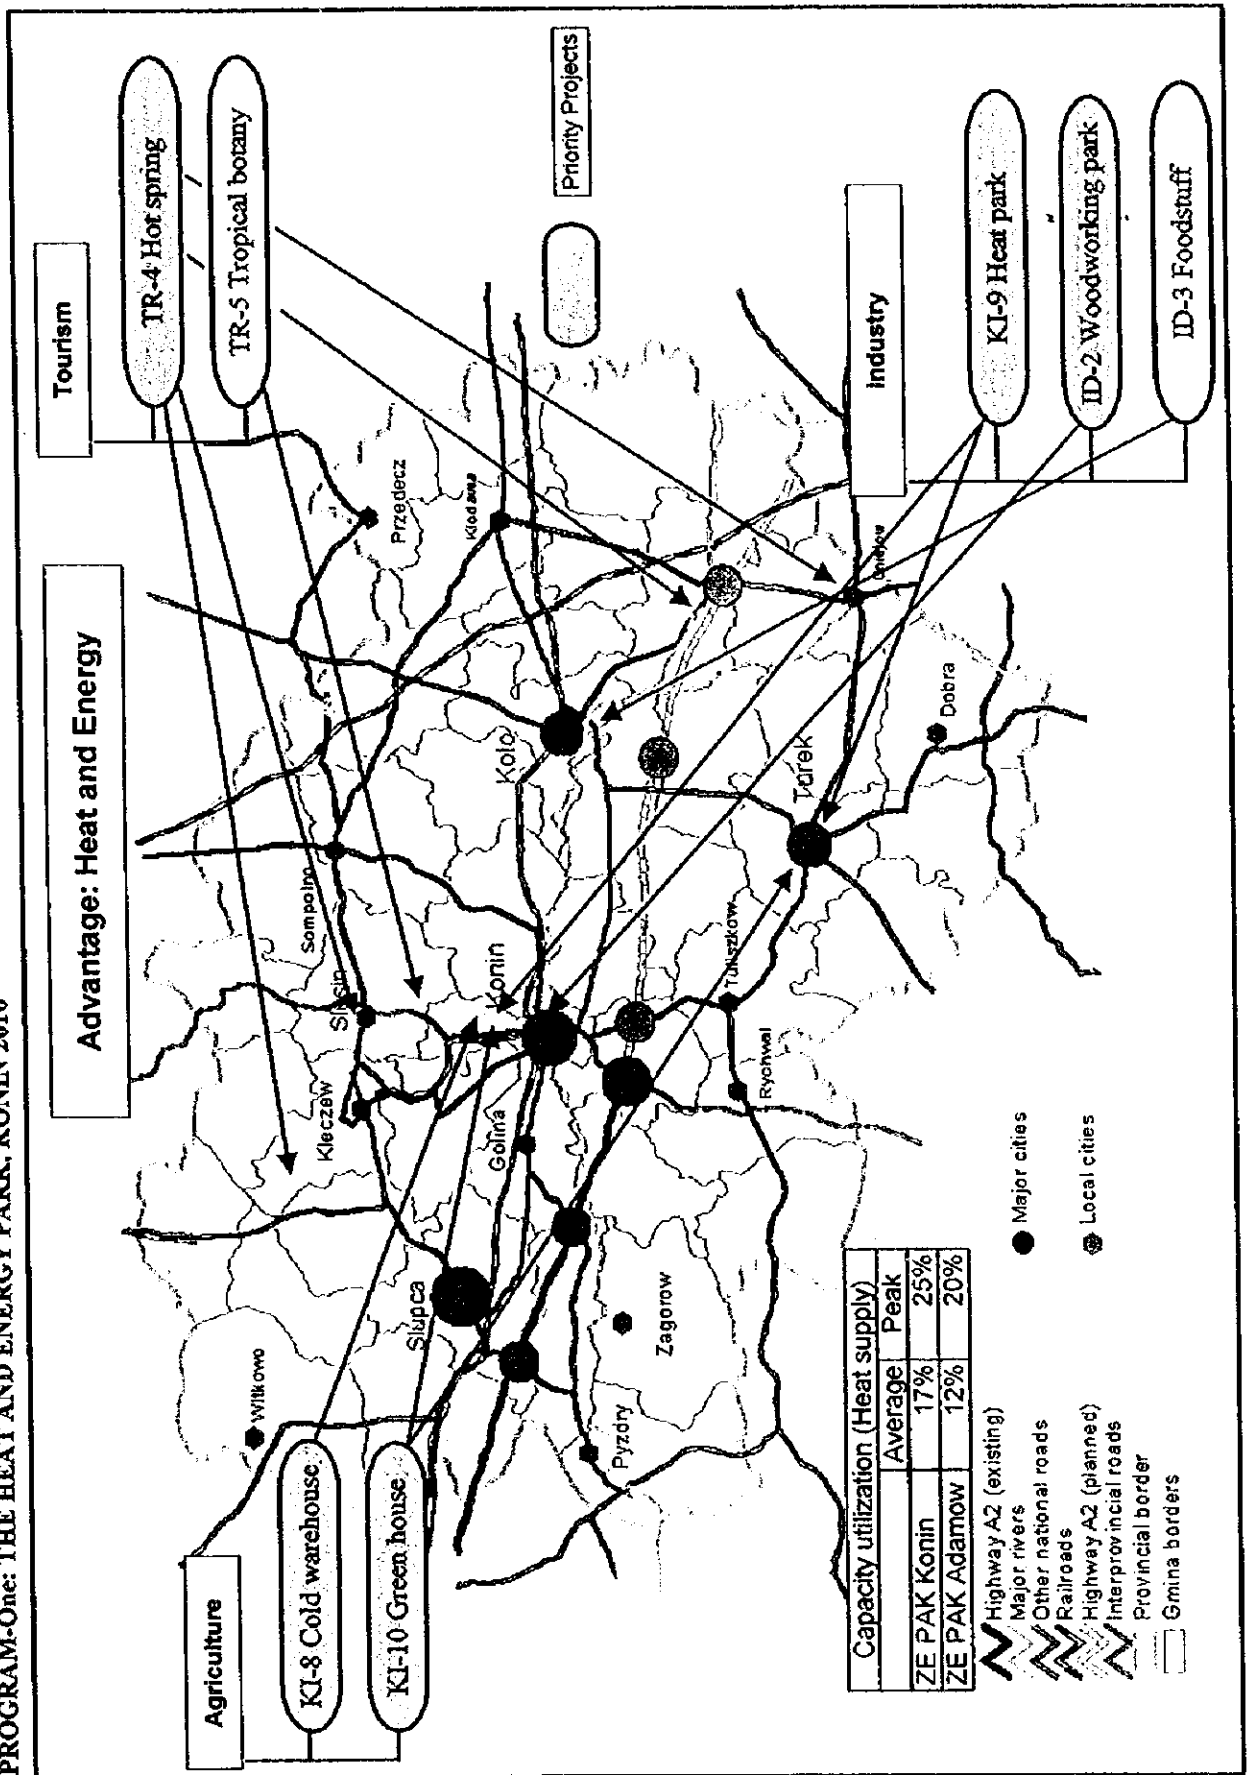 PROGRAM-One: THE HEAT AND ENERGY PARK, KONIN 2010
Advantage: Heat and Energy
Agriculture
KI-8 Cold warehouse
KI-10 Green house
Tourism
TR-4 Hot spring
TR-5 Tropical botany
Priority Projects
Industry
KI-9 Heat park
ID-2 Woodworking park
ID-3 Foodstuff
Witkowo
Kleczew
Slesin
Sompolno
Przedecz
Klodawa
Slupca
Golina
Konin
Kolo
Pyzdry
Zagorow
Rychwal
Tuliszkow
Turek
Dobra
Capacity utilization (Heat supply)
Average Peak
ZE PAK Konin 17% 25%
ZE PAK Adamow 12% 20%
Highway A2 (existing)
Major rivers
Other national roads
Railroads
Highway A2 (planned)
Interprovincial roads
Provincial border
Gmina borders
Major cities
Local cities